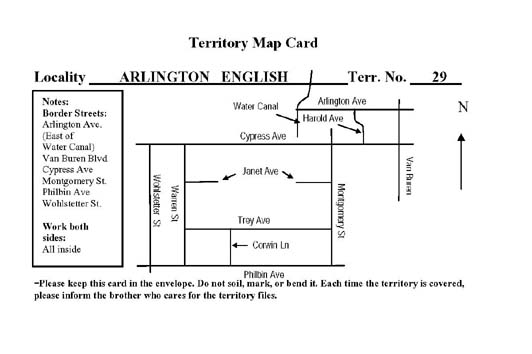 Territory Map Card
Locality ARLINGTON ENGLISH Terr. No. 29
Notes:
Border Streets:
Arlington Ave.
(East of
Water Canal)
Van Buren Blvd
Cypress Ave
Montgomery St.
Philbin Ave
Wohlstetter St.
Work both
sides:
All inside
Water Canal
Arlington Ave
Harold Ave
N
Cypress Ave
Janet Ave
Van Buren
Wohlstetter St
Warren St
Montgomery St
Trey Ave
Corwin Ln
Philbin Ave
~Please keep this card in the envelope. Do not soil, mark, or bend it. Each time the territory is covered,
please inform the brother who cares for the territory files.